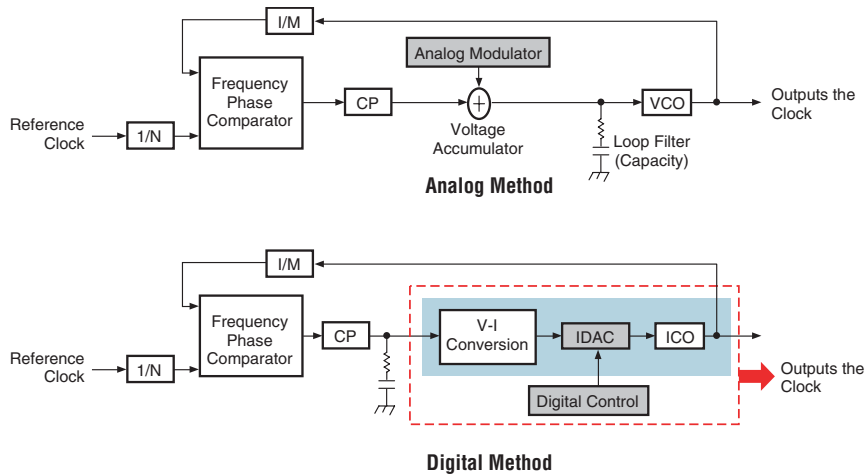 I/M
Analog Modulator
Frequency
Phase
Comparator
CP
+
VCO
Outputs the
Clock
Reference
Clock
1/N
Voltage
Accumulator
Loop Filter
(Capacity)
Analog Method
I/M
Frequency
Phase
Comparator
CP
V-I
Conversion
IDAC
ICO
Reference
Clock
1/N
Outputs the
Clock
Digital Control
Digital Method